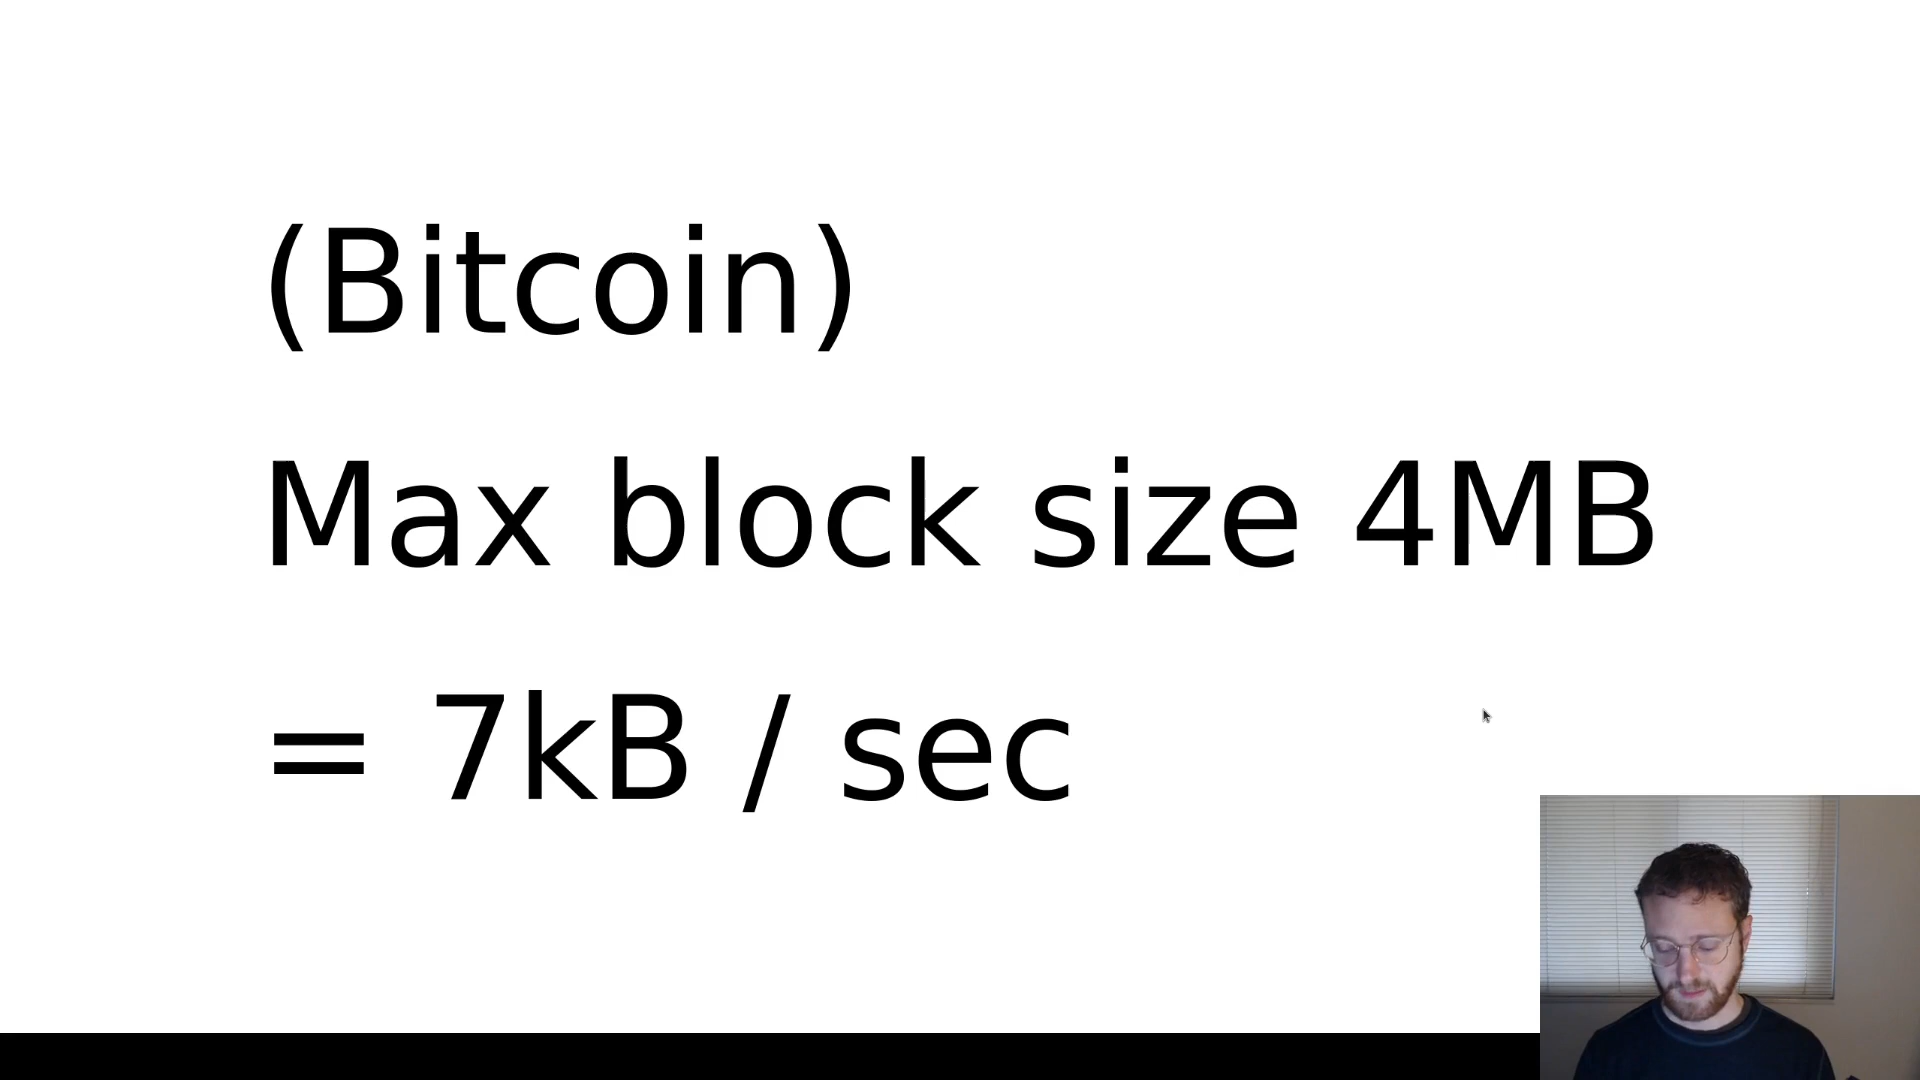 (Bitcoin)
Max block size 4MB
= 7kB / sec